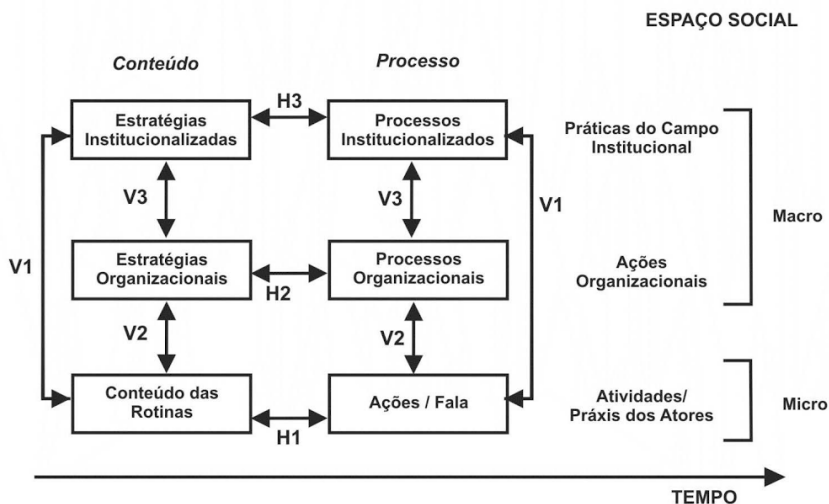 ESPAÇO SOCIAL
Conteúdo
Processo
Estratégias
Institucionalizadas
H3
Processos
Institucionalizados
Práticas do Campo
Institucional
V3
V3
V1
Macro
V1
Estratégias
Organizacionais
H2
Processos
Organizacionais
Ações
Organizacionais
V2
V2
Conteúdo das
Rotinas
H1
Ações / Fala
Atividades/
Práxis dos Atores
Micro
TEMPO